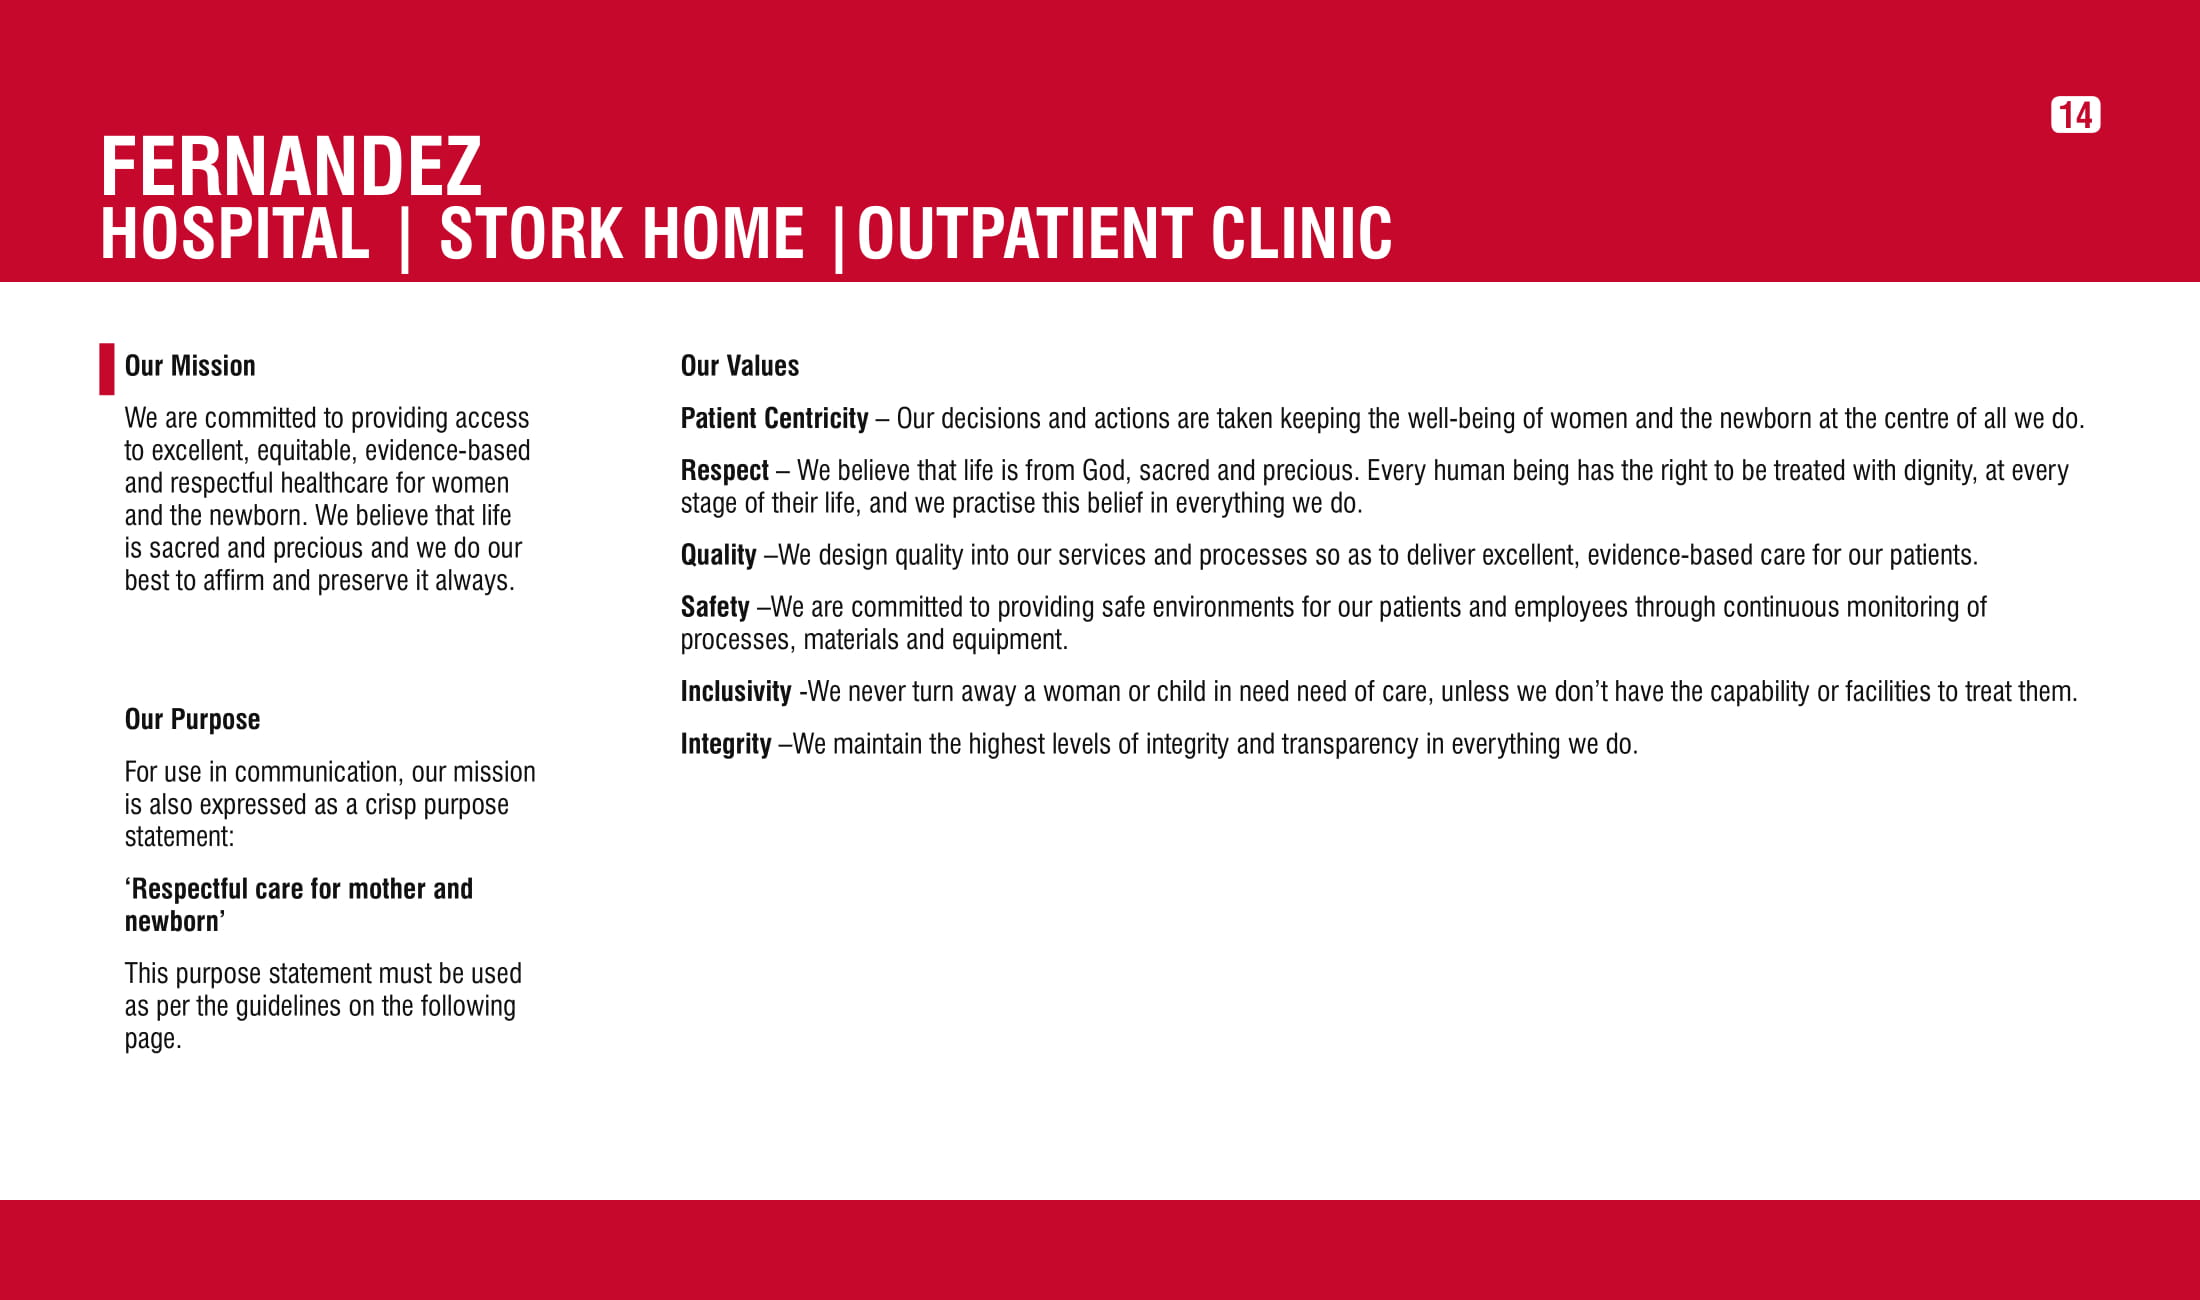 14
FERNANDEZ
HOSPITAL | STORK HOME |OUTPATIENT CLINIC
Our Mission
We are committed to providing access
to excellent, equitable, evidence-based
and respectful healthcare for women
and the newborn. We believe that life
is sacred and precious and we do our
best to affirm and preserve it always.
Our Purpose
For use in communication, our mission
is also expressed as a crisp purpose
statement:
‘Respectful care for mother and
newborn’
This purpose statement must be used
as per the guidelines on the following
page.
Our Values
Patient Centricity – Our decisions and actions are taken keeping the well-being of women and the newborn at the centre of all we do.
Respect – We believe that life is from God, sacred and precious. Every human being has the right to be treated with dignity, at every
stage of their life, and we practise this belief in everything we do.
Quality –We design quality into our services and processes so as to deliver excellent, evidence-based care for our patients.
Safety –We are committed to providing safe environments for our patients and employees through continuous monitoring of
processes, materials and equipment.
Inclusivity -We never turn away a woman or child in need need of care, unless we don’t have the capability or facilities to treat them.
Integrity –We maintain the highest levels of integrity and transparency in everything we do.